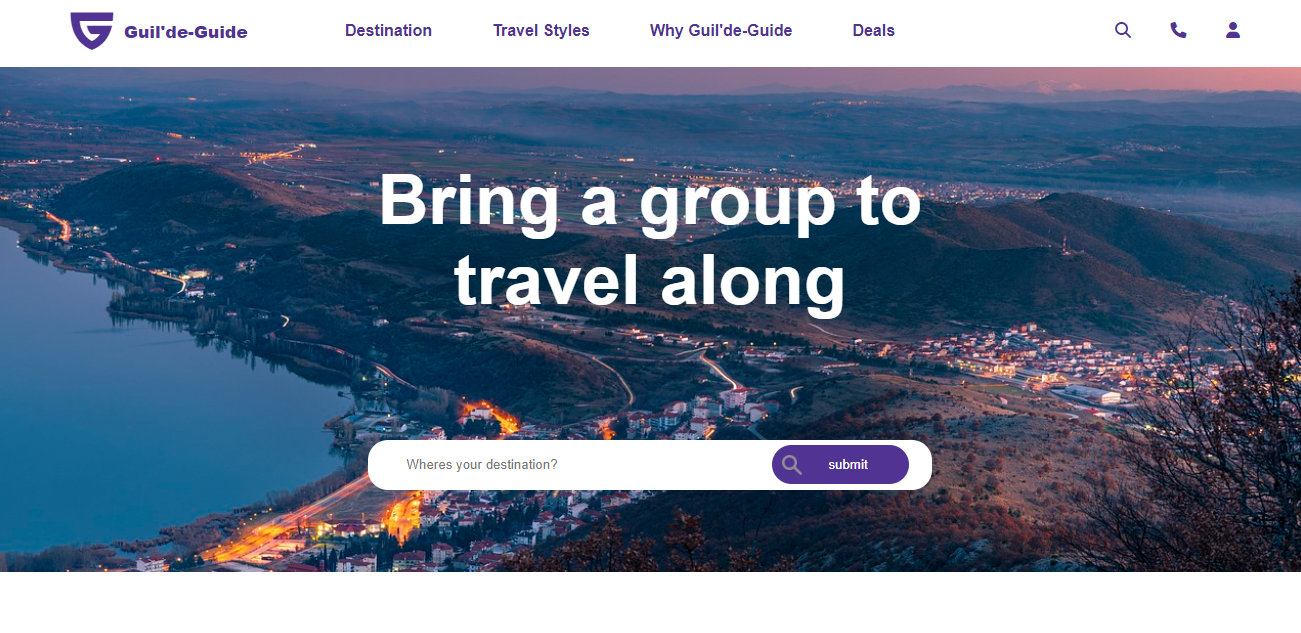 Guil'de-Guide
Destination
Travel Styles
Why Guil'de-Guide
Deals
Bring a group to
travel along
Wheres your destination?
submit